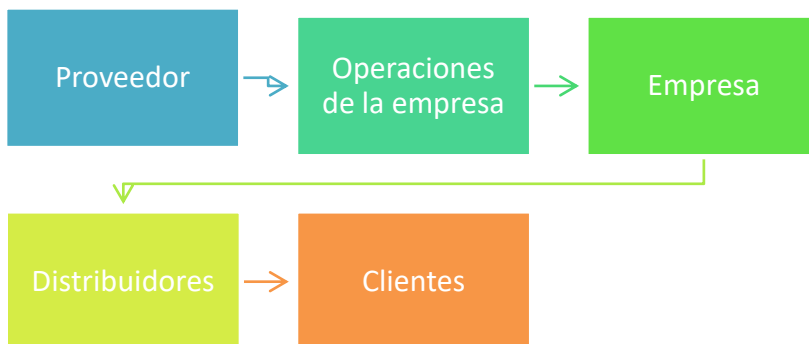 Proveedor
Operaciones
de la empresa
Empresa
Distribuidores
Clientes